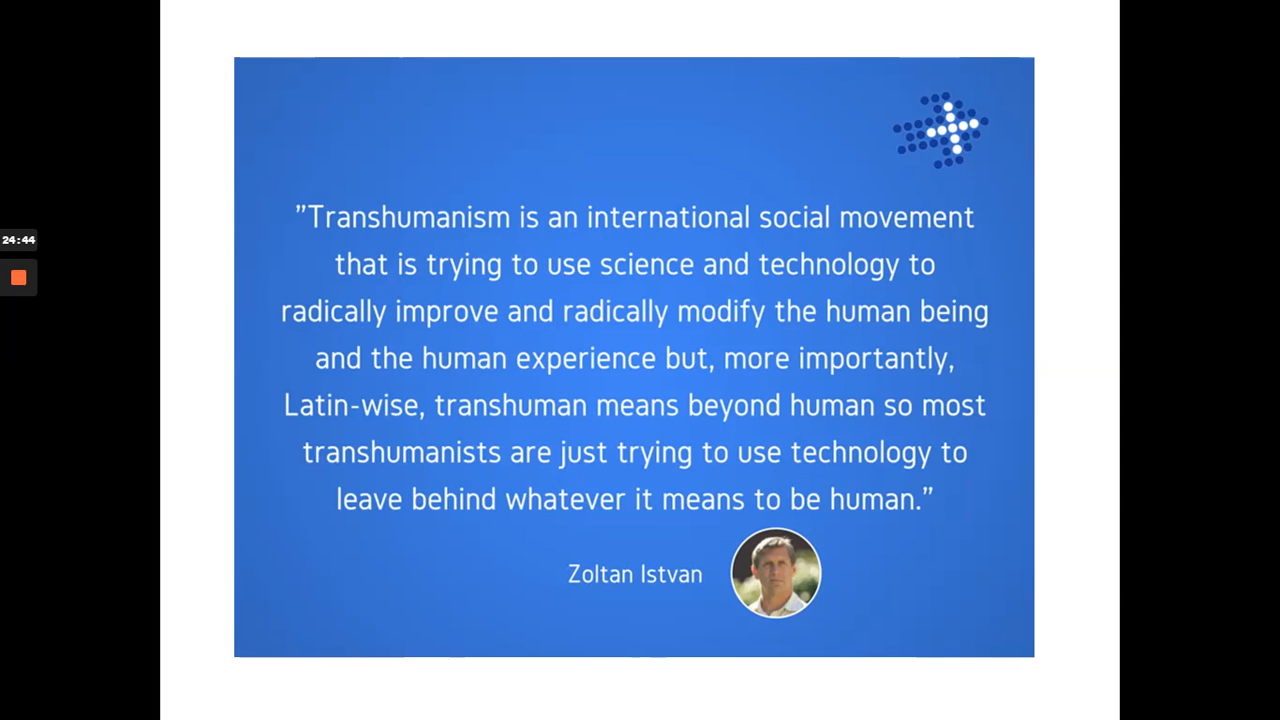 24:44
”Transhumanism is an international social movement
that is trying to use science and technology to
radically improve and radically modify the human being
and the human experience but, more importantly,
Latin-wise, transhuman means beyond human so most
transhumanists are just trying to use technology to
leave behind whatever it means to be human.”
Zoltan Istvan